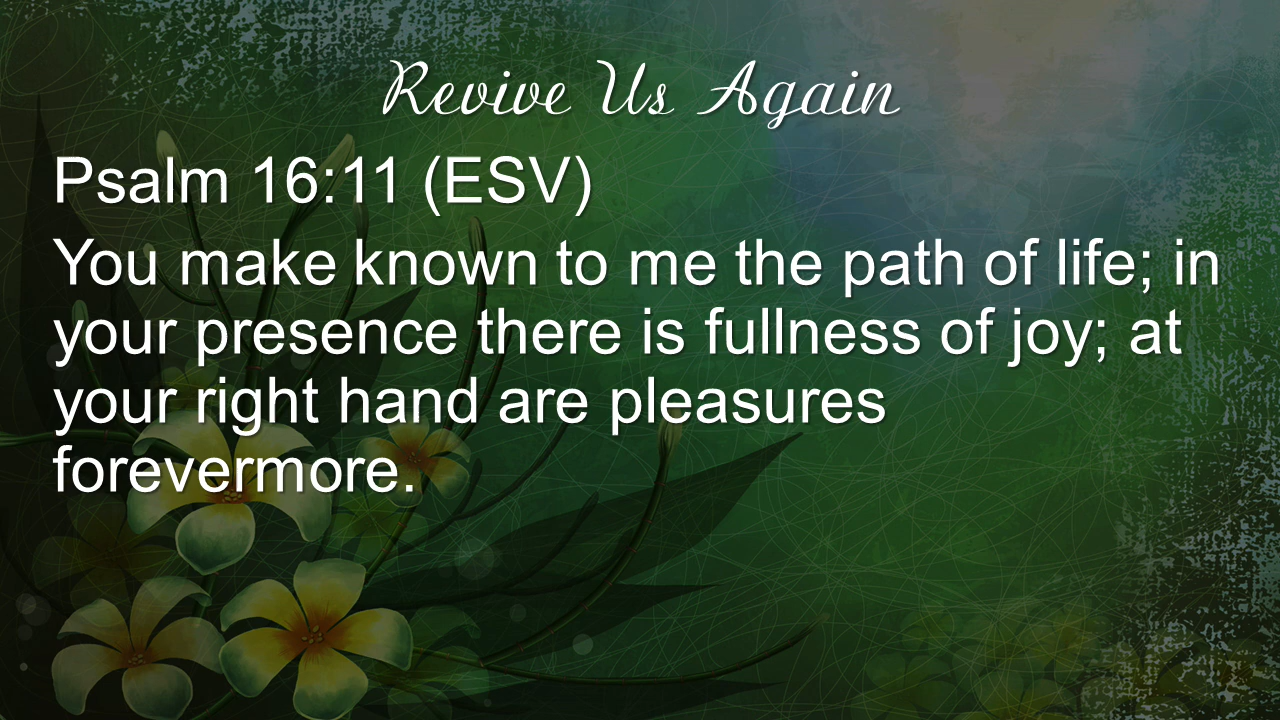 Revive Us Again
Psalm 16:11 (ESV)
You make known to me the path of life; in
your presence there is fullness of joy; at
your right hand are pleasures
forevermore.